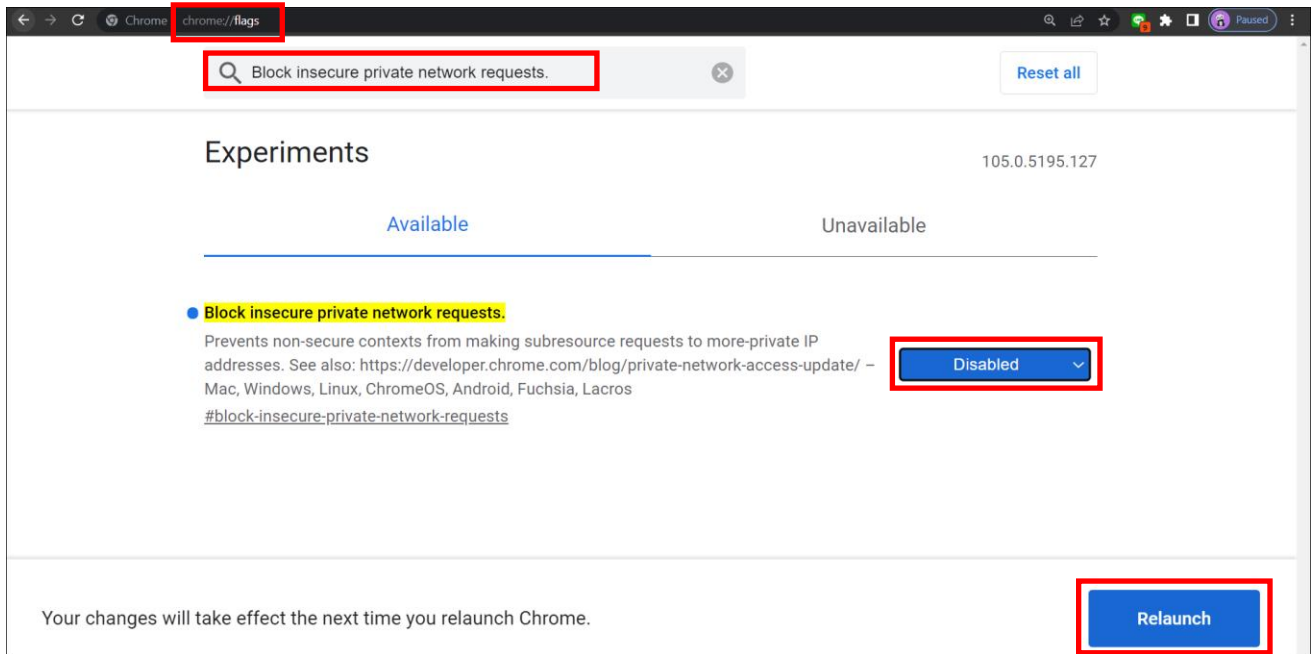 Chrome chrome://flags Paused
Block insecure private network requests. Reset all
Experiments 105.0.5195.127
Available Unavailable
Block insecure private network requests.
Prevents non-secure contexts from making subresource requests to more-private IP
addresses. See also: https://developer.chrome.com/blog/private-network-access-update/ –
Mac, Windows, Linux, ChromeOS, Android, Fuchsia, Lacros
#block-insecure-private-network-requests
Disabled
Your changes will take effect the next time you relaunch Chrome. Relaunch